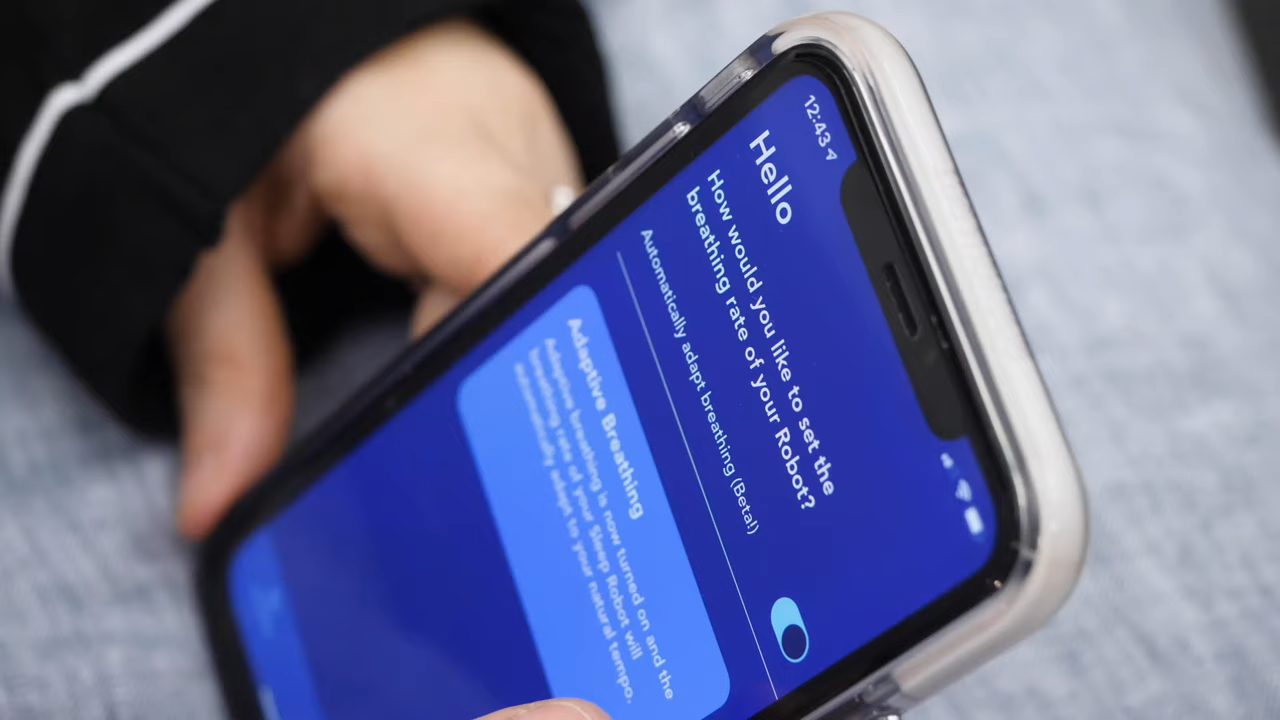 12:43
Hello
How would you like to set the
breathing rate of your Robot?
Automatically adapt breathing (Beta!)
Adaptive Breathing
Adaptive breathing is now turned on and the
breathing rate of your Sleep Robot will
automatically adapt to your natural tempo.